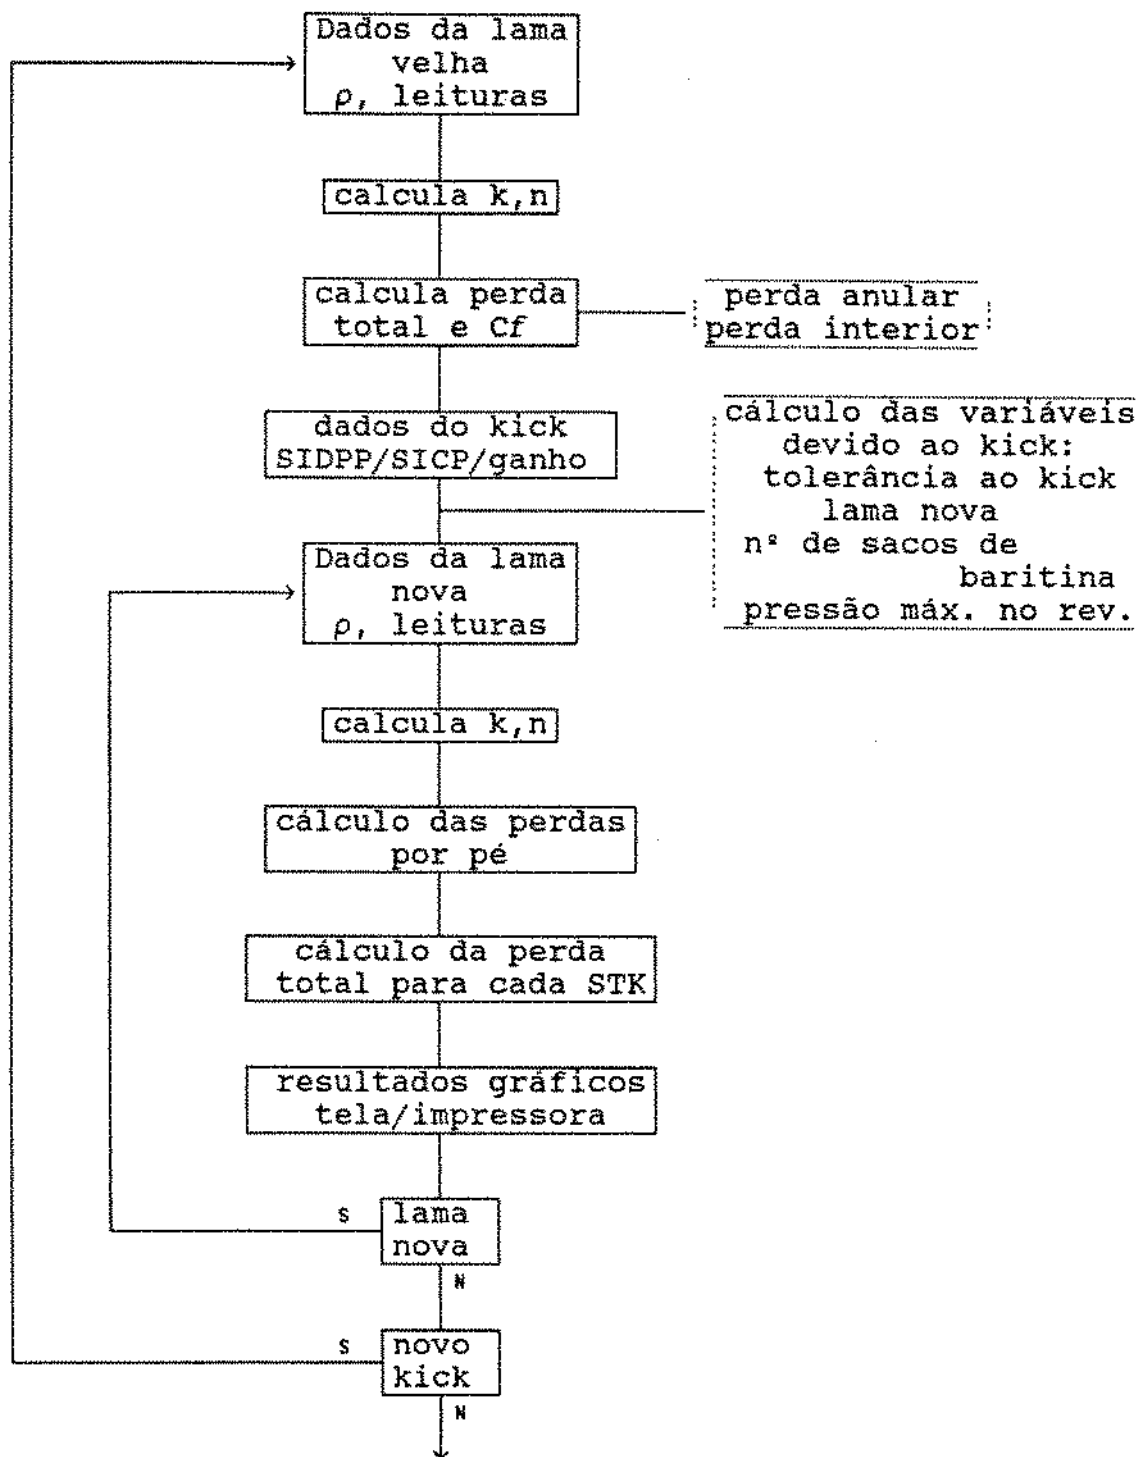 Dados da lama
velha
ρ, leituras
calcula k,n
calcula perda
total e Cf
perda anular
perda interior
dados do kick
SIDPP/SICP/ganho
cálculo das variáveis
devido ao kick:
tolerância ao kick
lama nova
nº de sacos de
baritina
pressão máx. no rev.
Dados da lama
nova
ρ, leituras
calcula k,n
cálculo das perdas
por pé
cálculo da perda
total para cada STK
resultados gráficos
tela/impressora
S
lama
nova
N
S
novo
kick
N